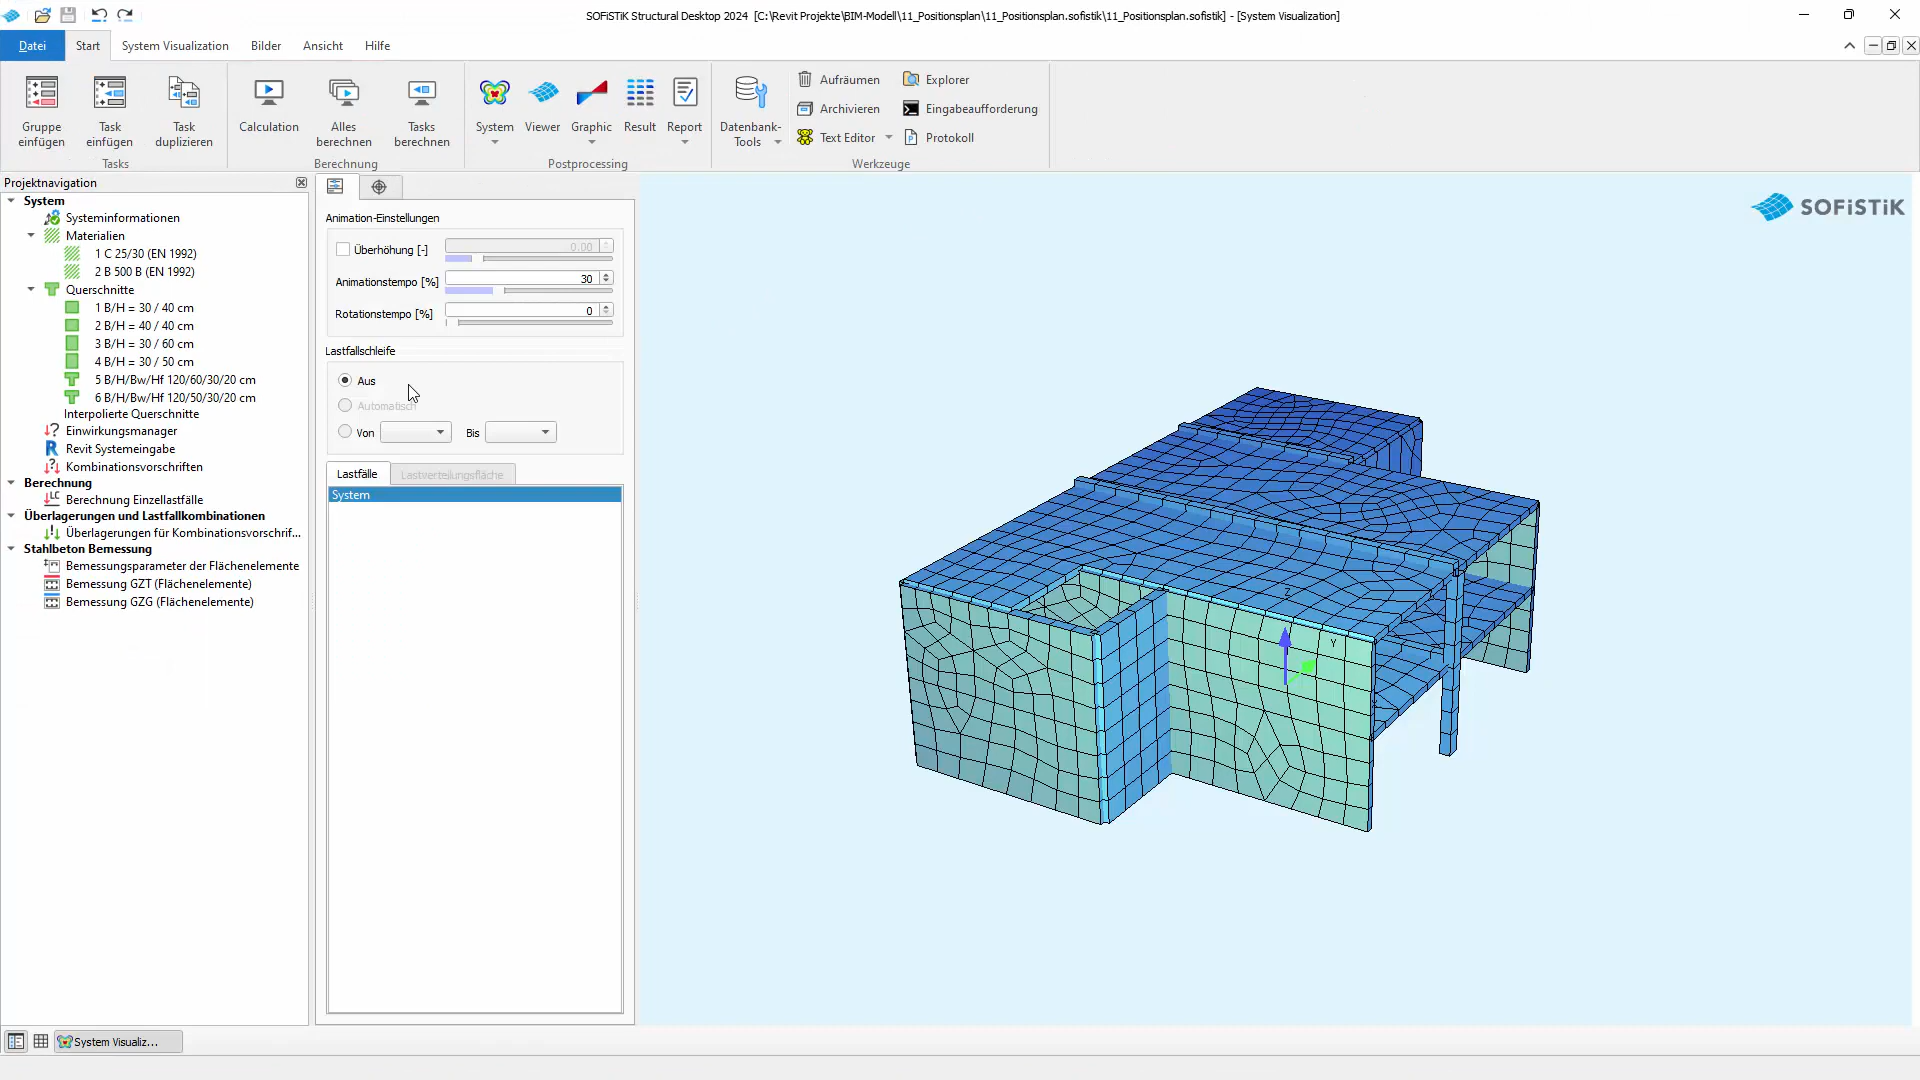 SOFiSTiK Structural Desktop 2024 [C:\Revit Projekte\BIM-Modell\11_Positionsplan\11_Positionsplan.sofistik\11_Positionsplan.sofistik] - [System Visualization]
Datei Start System Visualization Bilder Ansicht Hilfe
Gruppe einfügen
Task einfügen
Task duplizieren
Tasks
Calculation
Alles berechnen
Tasks berechnen
Berechnung
System
Viewer
Graphic
Result
Report
Postprocessing
Datenbank-Tools
Aufräumen
Archivieren
Text Editor
Explorer
Eingabeaufforderung
Protokoll
Werkzeuge
Projektnavigation
System
Systeminformationen
Materialien
1 C 25/30 (EN 1992)
2 B 500 B (EN 1992)
Querschnitte
1 B/H = 30 / 40 cm
2 B/H = 40 / 40 cm
3 B/H = 30 / 60 cm
4 B/H = 30 / 50 cm
5 B/H/Bw/Hf 120/60/30/20 cm
6 B/H/Bw/Hf 120/50/30/20 cm
Interpolierte Querschnitte
Einwirkungsmanager
Revit Systemeingabe
Kombinationsvorschriften
Berechnung
Berechnung Einzellastfälle
Überlagerungen und Lastfallkombinationen
Überlagerungen für Kombinationsvorschrif...
Stahlbeton Bemessung
Bemessungsparameter der Flächenelemente
Bemessung GZT (Flächenelemente)
Bemessung GZG (Flächenelemente)
Animation-Einstellungen
Überhöhung [-] 0.00
Animationstempo [%] 30
Rotationstempo [%] 0
Lastfallschleife
Aus
Automatisch
Von Bis
Lastfälle Lastverteilungsfläche
System
SOFiSTiK
Z
Y
System Visualiz...